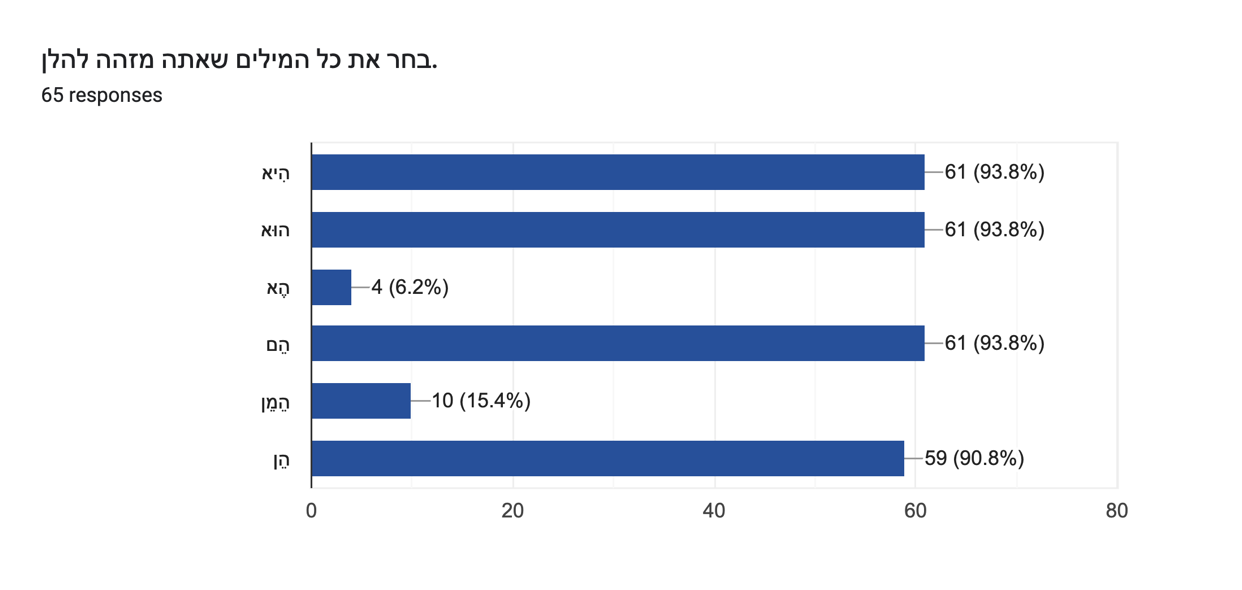 בחר את כל המילים שאתה מזהה להלן.
65 responses
הִיא 61 (93.8%)
הוּא 61 (93.8%)
הֶא 4 (6.2%)
הֵם 61 (93.8%)
הֵמֵן 10 (15.4%)
הֵן 59 (90.8%)
0 20 40 60 80